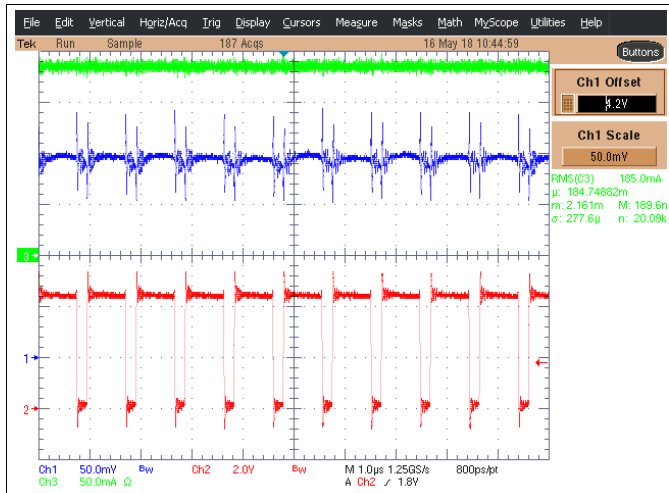 File Edit Vertical Horiz/Acq Trig Display Cursors Measure Masks Math MyScope Utilities Help
Tek Run Sample 187 Acqs 16 May 18 10:44:59
Buttons
Ch1 Offset
4.2V
Ch1 Scale
50.0mV
RMS(C3) 185.0mA
µ: 184.74882m
m: 2.161m M: 189.6m
σ: 277.6µ n: 20.09k
3
1
2
Ch1 50.0mV BW Ch2 2.0V BW M 1.0µs 1.25GS/s 800ps/pt
Ch3 50.0mA Ω A Ch2 ∕ 1.8V